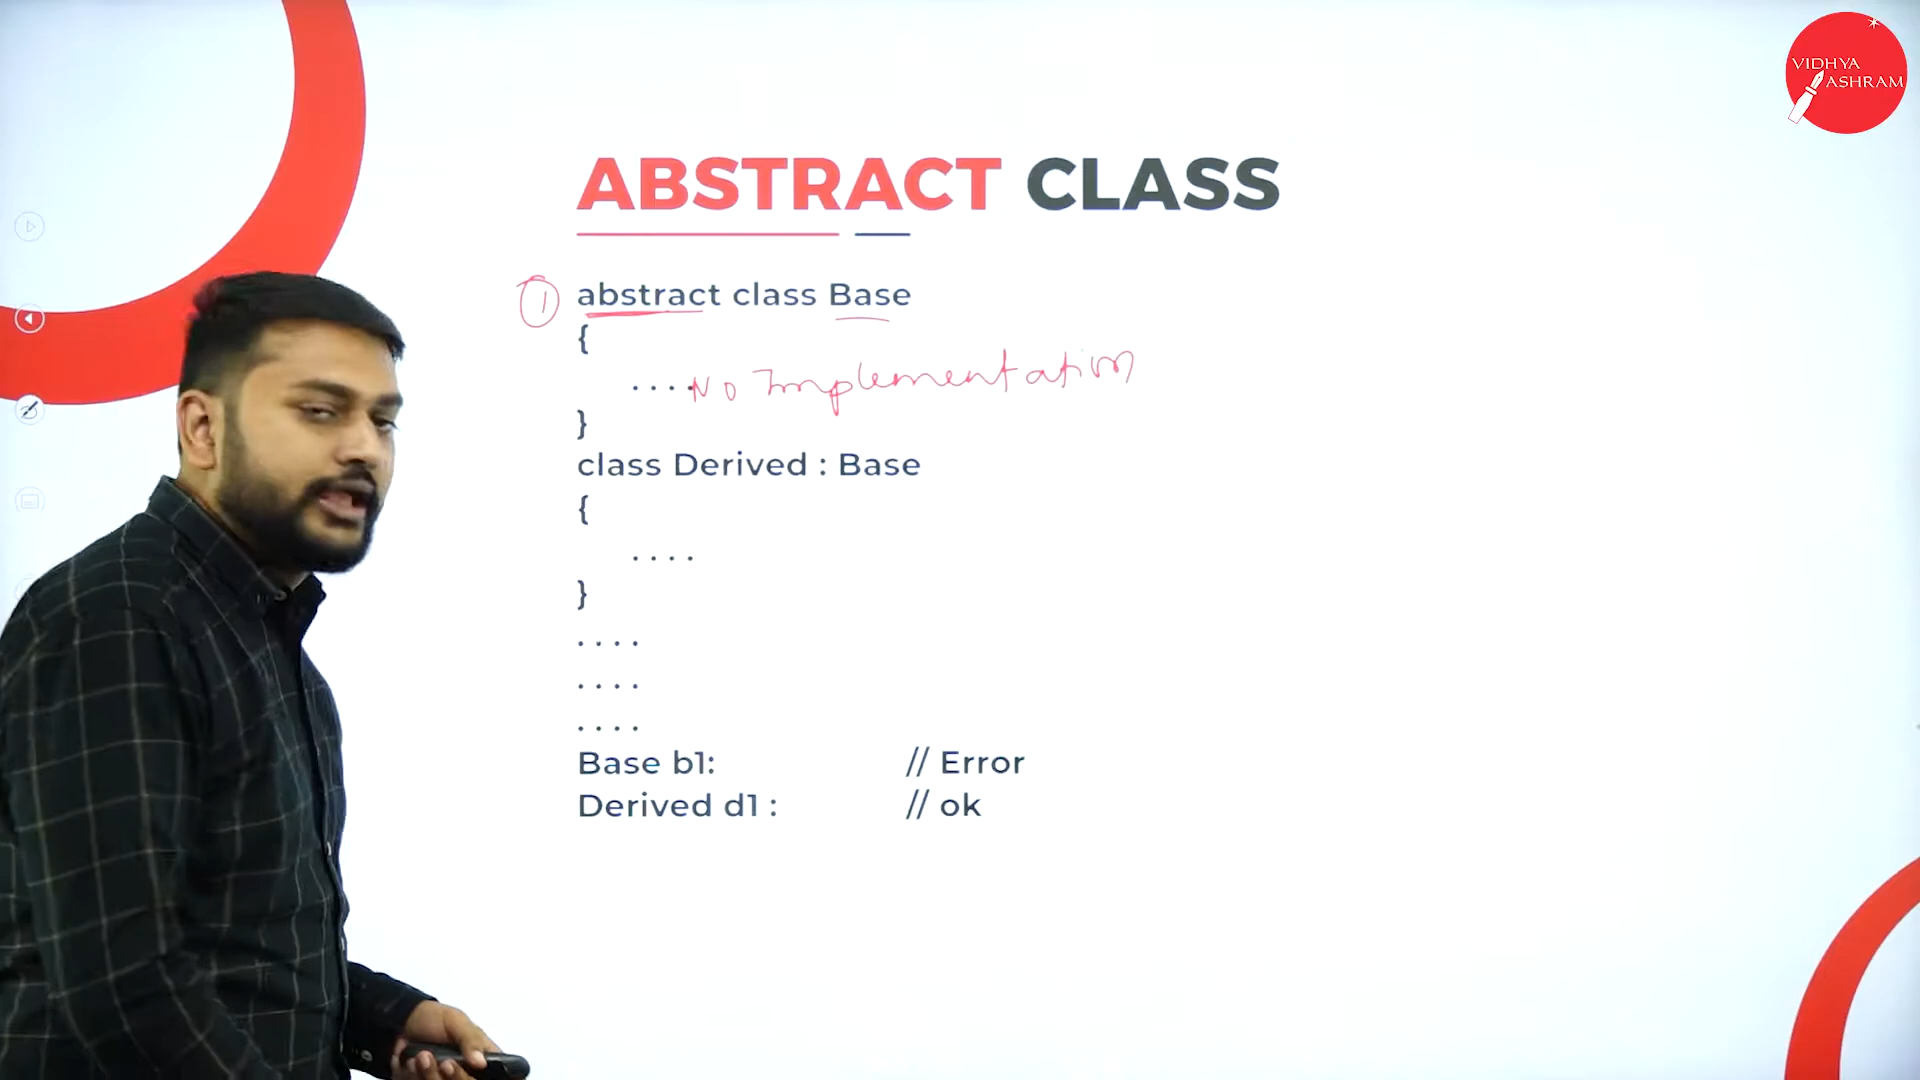 VIDHYA
ASHRAM
ABSTRACT CLASS
1 abstract class Base
{
.... No Implementation
}
class Derived : Base
{
....
}
....
....
....
Base b1: // Error
Derived d1 : // ok